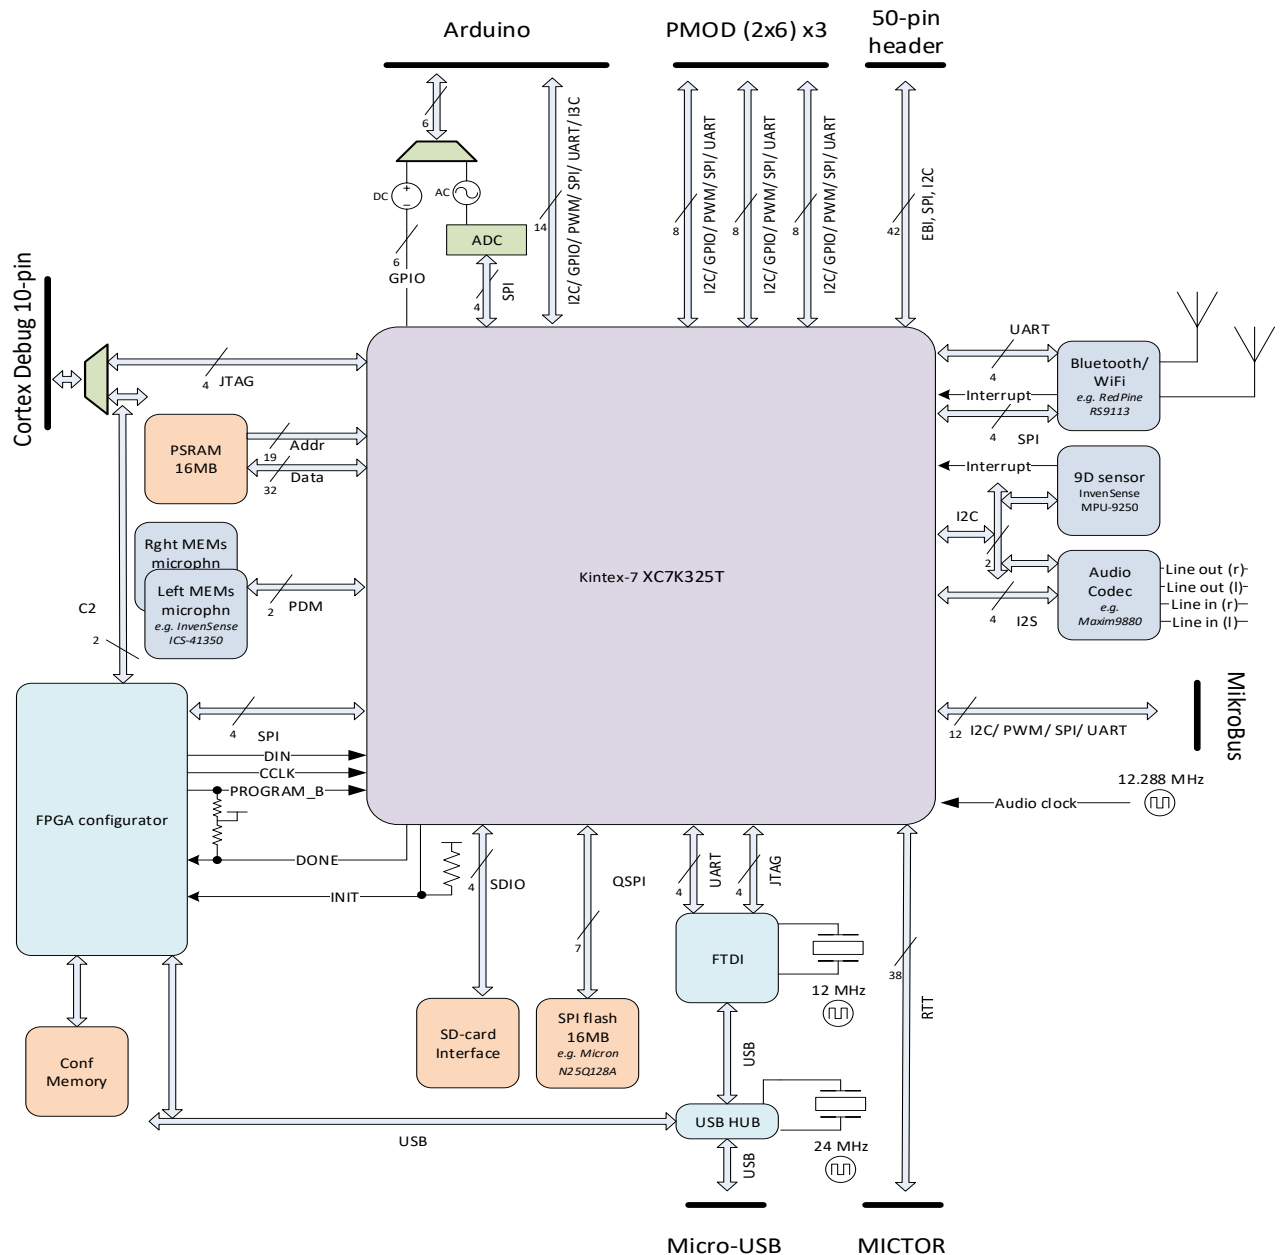 Arduino
PMOD (2x6) x3
50-pin
header
6
DC
+
−
AC
ADC
6
GPIO
4
SPI
14
I2C/ GPIO/ PWM/ SPI/ UART/ I3C
8
I2C/ GPIO/ PWM/ SPI/ UART
8
I2C/ GPIO/ PWM/ SPI/ UART
8
I2C/ GPIO/ PWM/ SPI/ UART
42
EBI, SPI, I2C
Cortex Debug 10-pin
4 JTAG
PSRAM
16MB
19 Addr
32 Data
Rght MEMs
microphn
Left MEMs
microphn
e.g. InvenSense
ICS-41350
2 PDM
C2
2
Kintex-7 XC7K325T
UART
4
Interrupt
4 SPI
Bluetooth/
WiFi
e.g. RedPine
RS9113
Interrupt
9D sensor
InvenSense
MPU-9250
I2C
2
Audio
Codec
e.g.
Maxim9880
4 I2S
Line out (r)
Line out (l)
Line in (r)
Line in (l)
12 I2C/ PWM/ SPI/ UART
MikroBus
12.288 MHz
Audio clock
FPGA configurator
4 SPI
DIN
CCLK
PROGRAM_B
DONE
INIT
4 SDIO
QSPI
7
4
UART
4
JTAG
FTDI
12 MHz
38
RTT
Conf
Memory
SD-card
Interface
SPI flash
16MB
e.g. Micron
N25Q128A
USB
USB HUB
24 MHz
USB
USB
Micro-USB
MICTOR